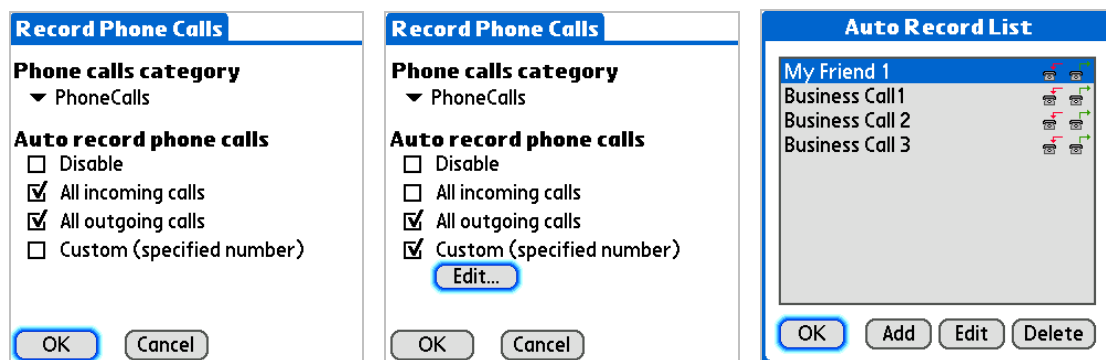 Record Phone Calls
Phone calls category
PhoneCalls
Auto record phone calls
Disable
All incoming calls
All outgoing calls
Custom (specified number)
OK Cancel
Record Phone Calls
Phone calls category
PhoneCalls
Auto record phone calls
Disable
All incoming calls
All outgoing calls
Custom (specified number)
Edit...
OK Cancel
Auto Record List
My Friend 1
Business Call1
Business Call 2
Business Call 3
OK Add Edit Delete